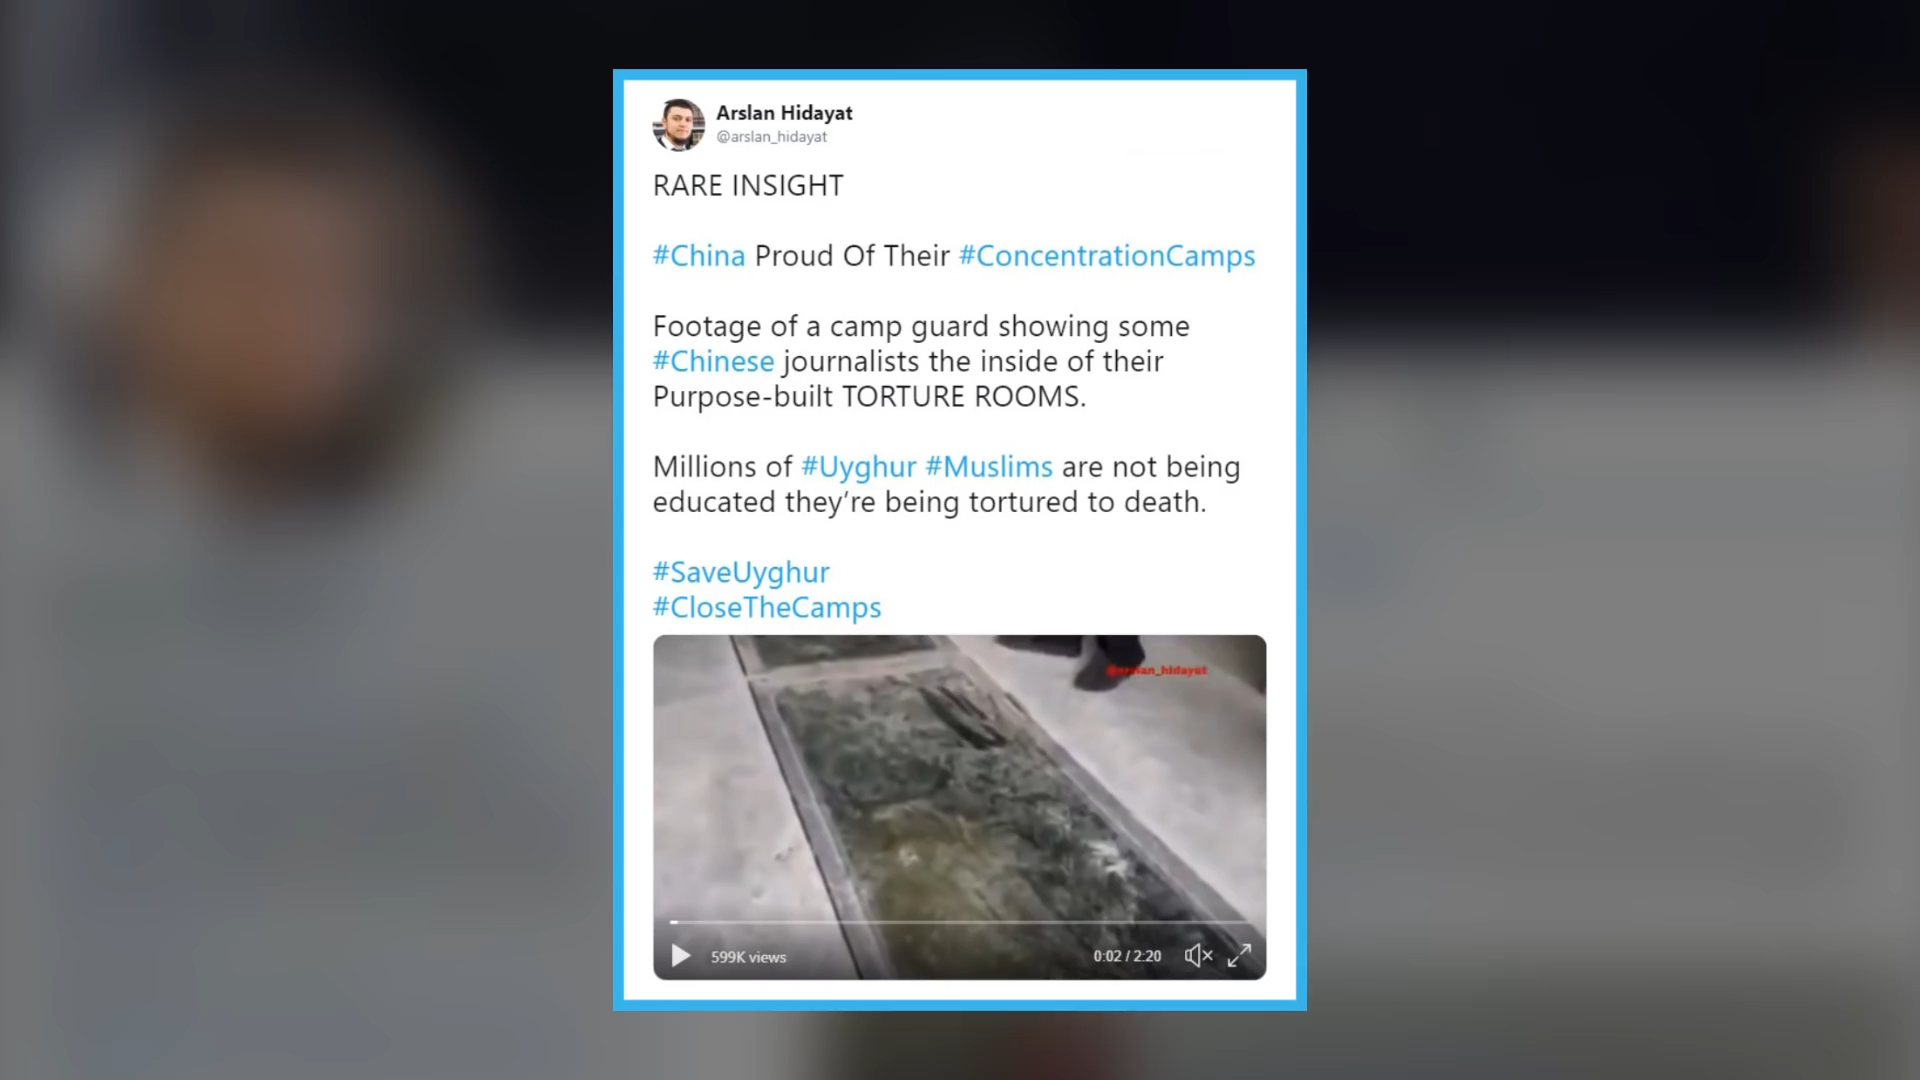 Arslan Hidayat
@arslan_hidayat
RARE INSIGHT
#China Proud Of Their #ConcentrationCamps
Footage of a camp guard showing some
#Chinese journalists the inside of their
Purpose-built TORTURE ROOMS.
Millions of #Uyghur #Muslims are not being
educated they’re being tortured to death.
#SaveUyghur
#CloseTheCamps
@arslan_hidayat
599K views
0:02 / 2:20